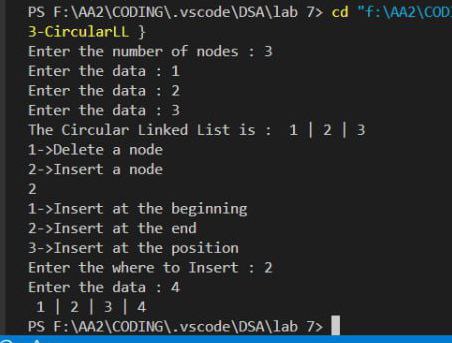 PS F:\AA2\CODING\.vscode\DSA\lab 7> cd "f:\AA2\COD
3-CircularLL }
Enter the number of nodes : 3
Enter the data : 1
Enter the data : 2
Enter the data : 3
The Circular Linked List is :  1 | 2 | 3
1->Delete a node
2->Insert a node
2
1->Insert at the beginning
2->Insert at the end
3->Insert at the position
Enter the where to Insert : 2
Enter the data : 4
 1 | 2 | 3 | 4
PS F:\AA2\CODING\.vscode\DSA\lab 7>